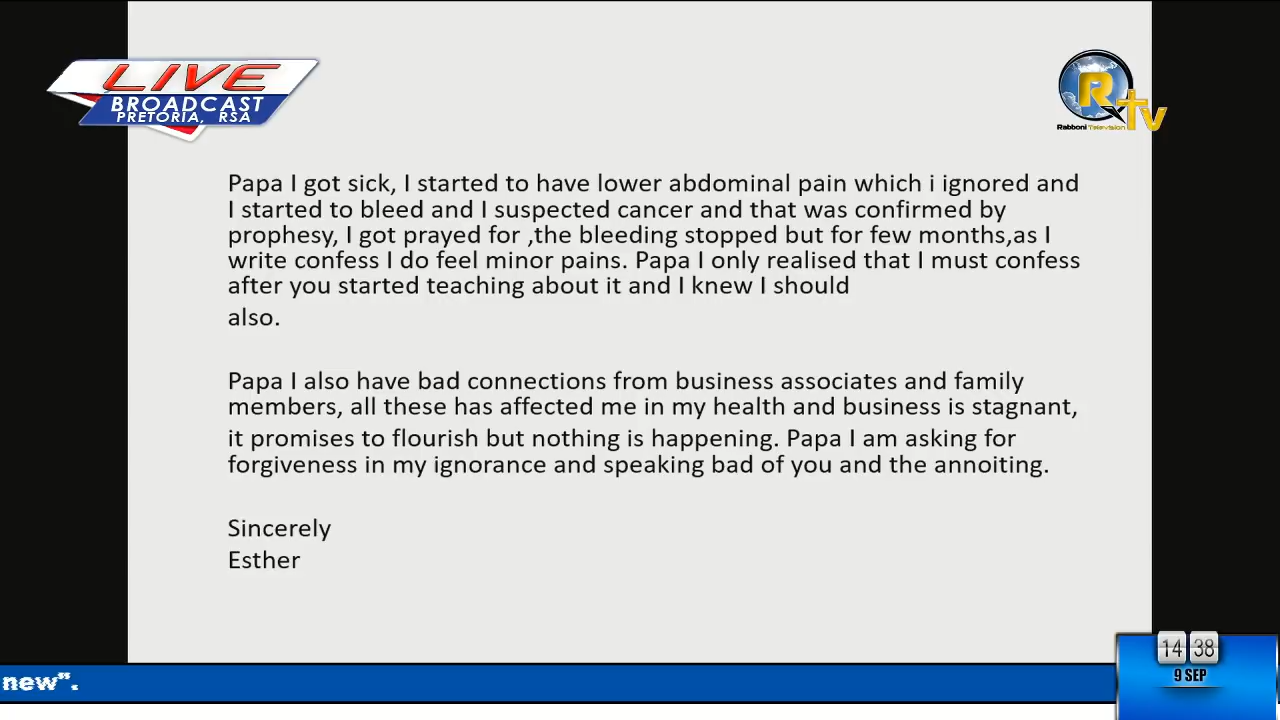 LIVE
BROADCAST
PRETORIA, RSA
R
tv
Rabboni Television
Papa I got sick, I started to have lower abdominal pain which i ignored and
I started to bleed and I suspected cancer and that was confirmed by
prophesy, I got prayed for ,the bleeding stopped but for few months,as I
write confess I do feel minor pains. Papa I only realised that I must confess
after you started teaching about it and I knew I should
also.
Papa I also have bad connections from business associates and family
members, all these has affected me in my health and business is stagnant,
it promises to flourish but nothing is happening. Papa I am asking for
forgiveness in my ignorance and speaking bad of you and the annoiting.
Sincerely
Esther
14 38
9 SEP
new".